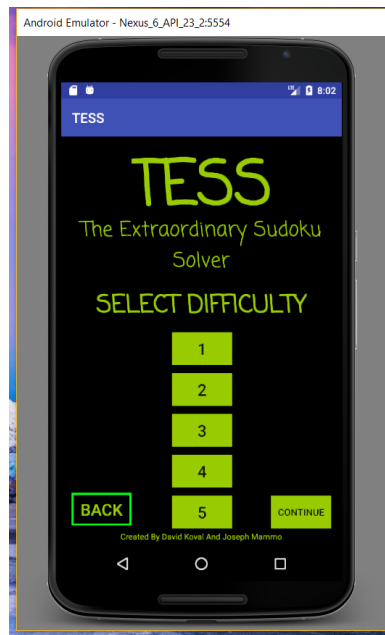 Android Emulator - Nexus_6_API_23_2:5554
LTE 8:02
TESS
TESS
The Extraordinary Sudoku
Solver
SELECT DIFFICULTY
1
2
3
4
BACK 5 CONTINUE
Created By David Koval And Joseph Mammo